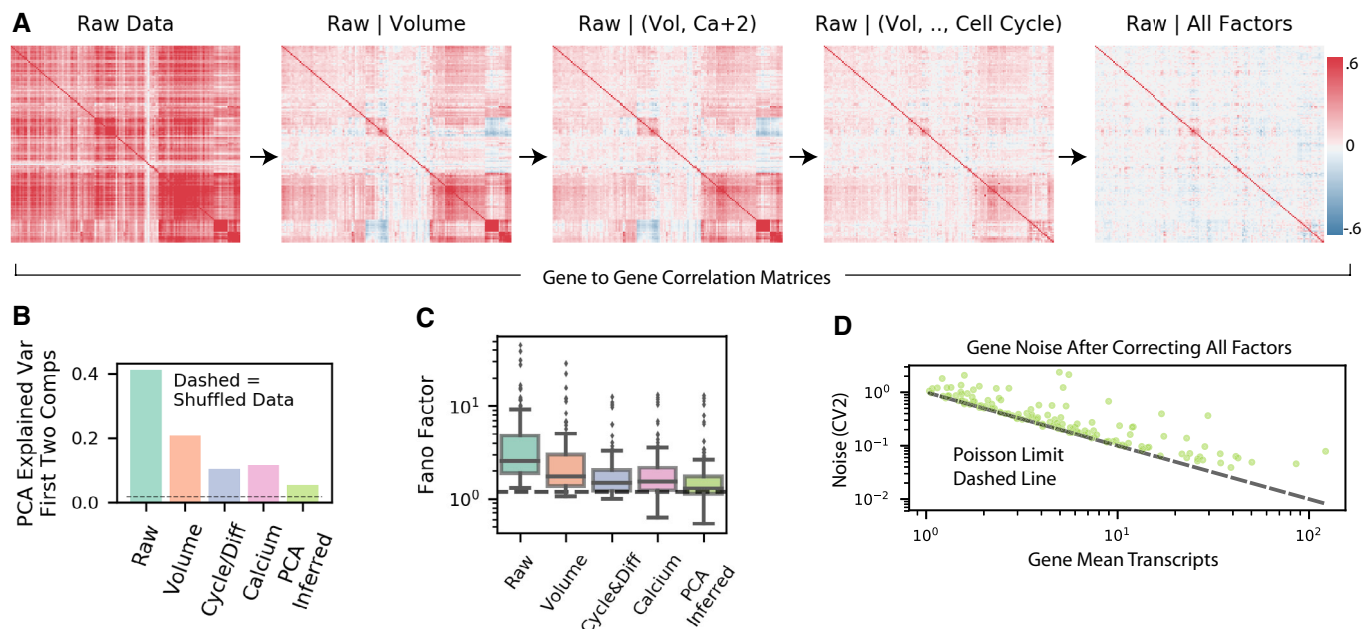 A
Raw Data
Raw | Volume
Raw | (Vol, Ca+2)
Raw | (Vol, .., Cell Cycle)
Raw | All Factors
.6
0
-.6
Gene to Gene Correlation Matrices
B
PCA Explained Var
First Two Comps
0.4
0.2
0.0
Dashed =
Shuffled Data
Raw
Volume
Cycle/Diff
Calcium
PCA
Inferred
C
Fano Factor
10^1
10^0
Raw
Volume
Cycle&Diff
Calcium
PCA
Inferred
D
Gene Noise After Correcting All Factors
Noise (CV2)
10^0
10^-1
10^-2
Poisson Limit
Dashed Line
10^0
10^1
10^2
Gene Mean Transcripts